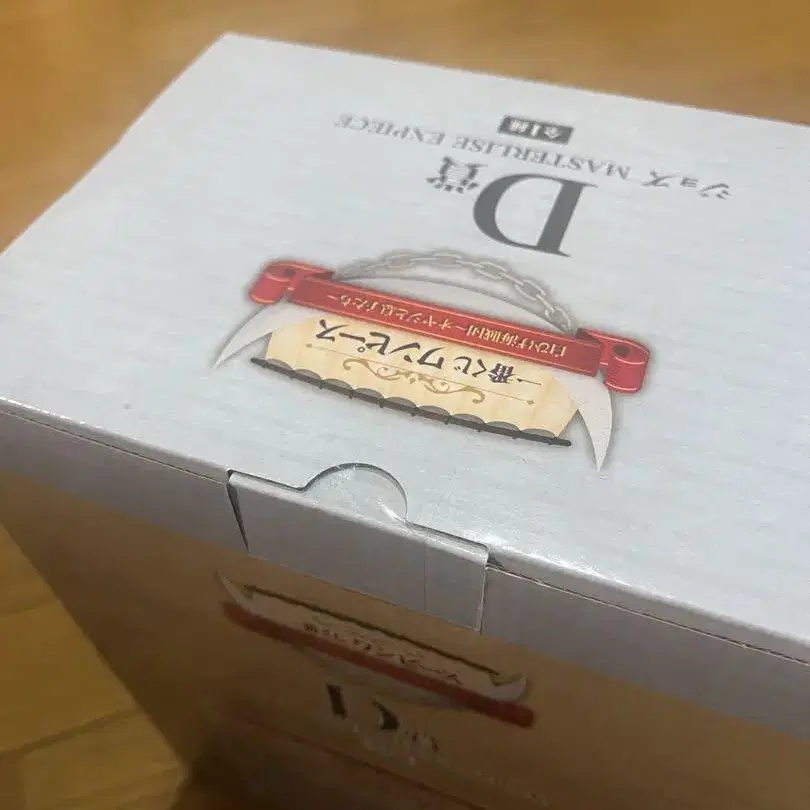 一番くじ ワンピース
白ひげ海賊団～オヤジと息子たち～
D賞
ジョズ MASTERLISE EXPIECE
全1種